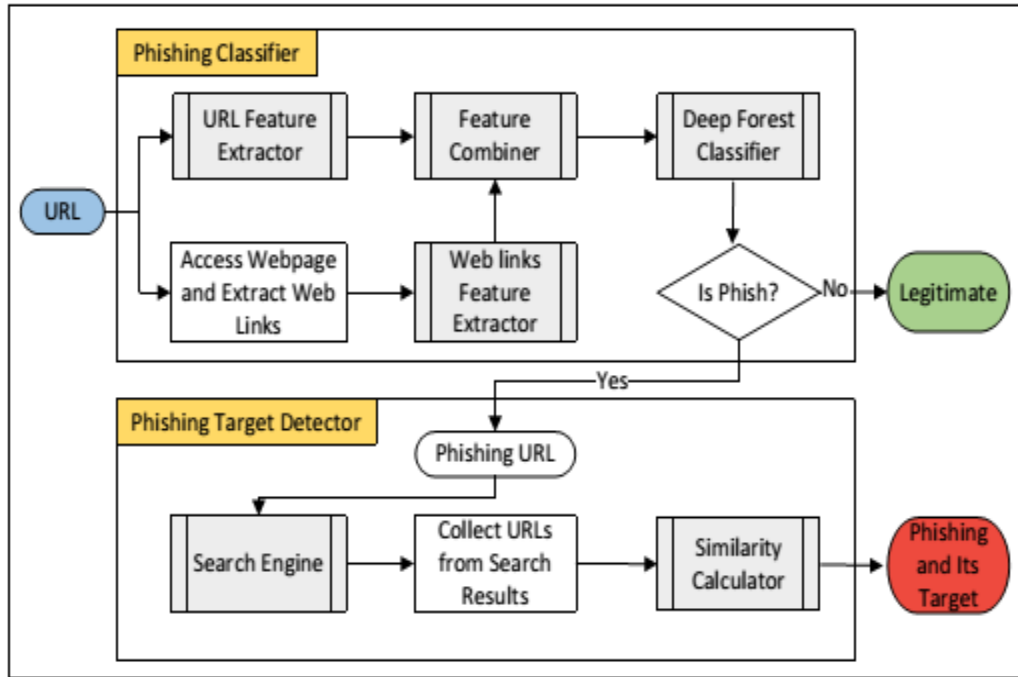 Phishing Classifier
URL Feature
Extractor
Feature
Combiner
Deep Forest
Classifier
URL
Access Webpage
and Extract Web
Links
Web links
Feature
Extractor
Is Phish?
No
Legitimate
Yes
Phishing Target Detector
Phishing URL
Search Engine
Collect URLs
from Search
Results
Similarity
Calculator
Phishing
and Its
Target